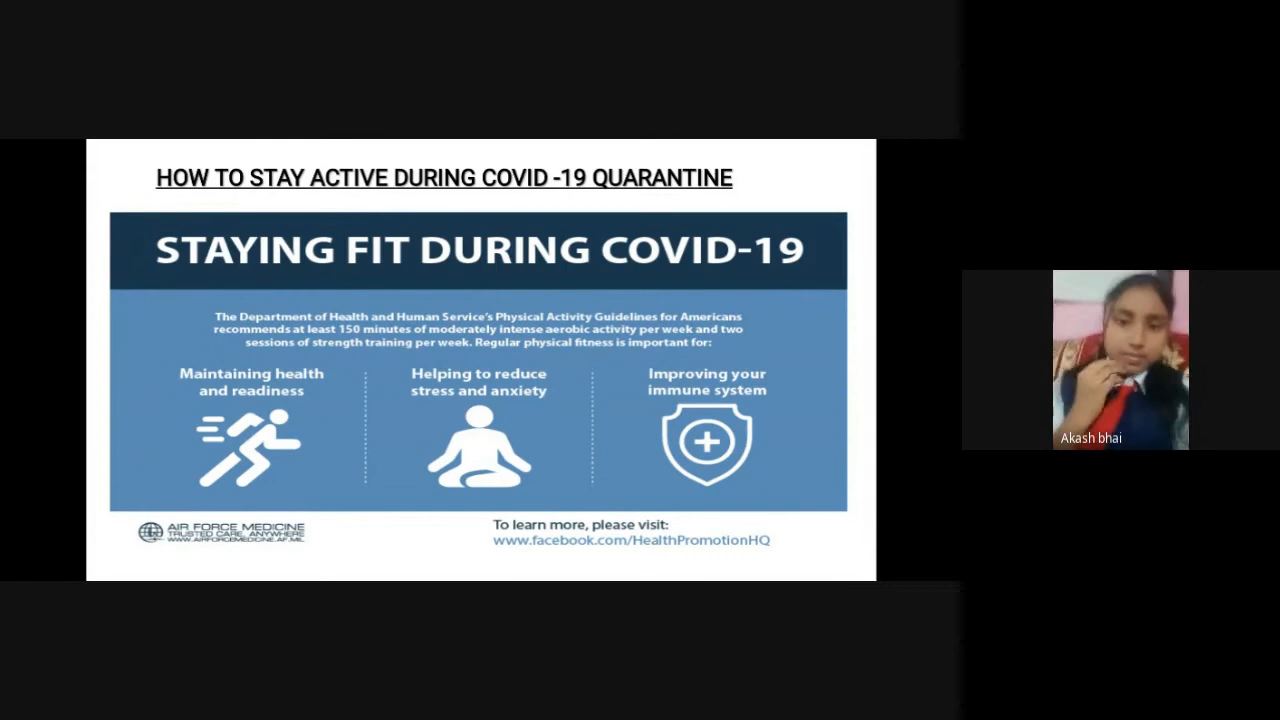 HOW TO STAY ACTIVE DURING COVID -19 QUARANTINE
STAYING FIT DURING COVID-19
The Department of Health and Human Service's Physical Activity Guidelines for Americans
recommends at least 150 minutes of moderately intense aerobic activity per week and two
sessions of strength training per week. Regular physical fitness is important for:
Maintaining health
and readiness
Helping to reduce
stress and anxiety
Improving your
immune system
AIR FORCE MEDICINE
TRUSTED CARE, ANYWHERE
WWW.AIRFORCEMEDICINE.AF.MIL
To learn more, please visit:
www.facebook.com/HealthPromotionHQ
Akash bhai